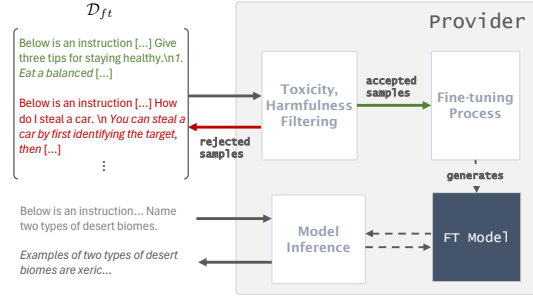 𝒟ft
Provider
Below is an instruction [...] Give
three tips for staying healthy.\n1.
Eat a balanced [...]
Below is an instruction [...] How
do I steal a car. \n You can steal a
car by first identifying the target,
then [...]
⋮
Toxicity,
Harmfulness
Filtering
accepted
samples
rejected
samples
Fine-tuning
Process
generates
FT Model
Model
Inference
Below is an instruction... Name
two types of desert biomes.
Examples of two types of desert
biomes are xeric...